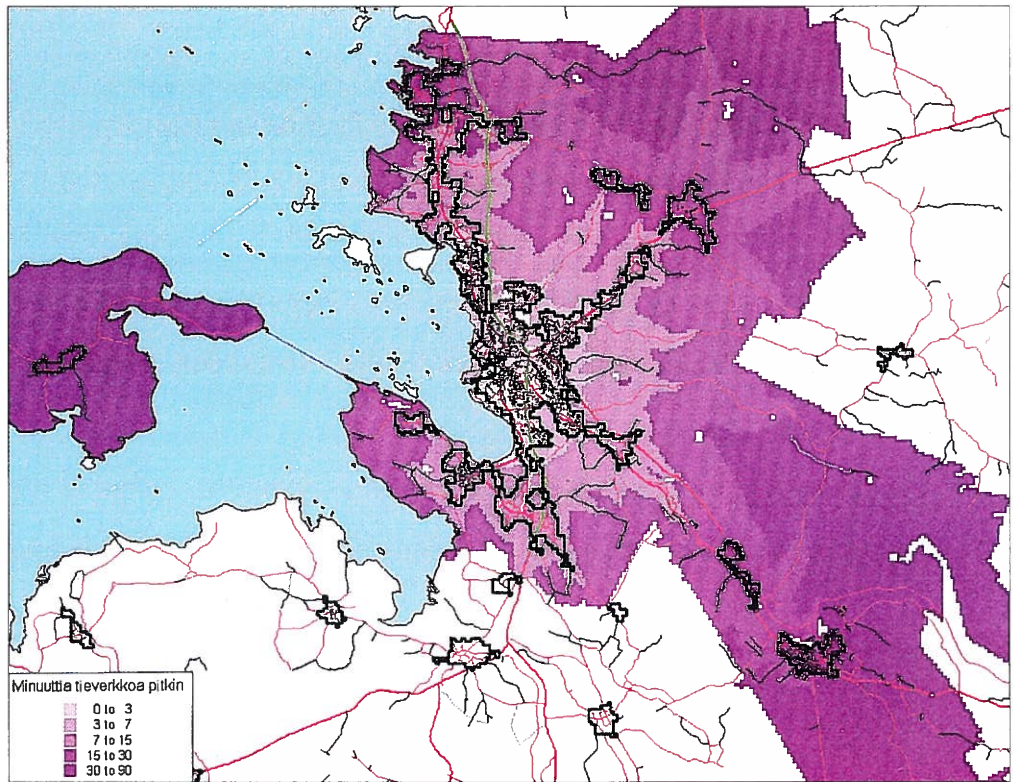 Minuuttia tieverkkoa pitkin
0 to 3
3 to 7
7 to 15
15 to 30
30 to 90